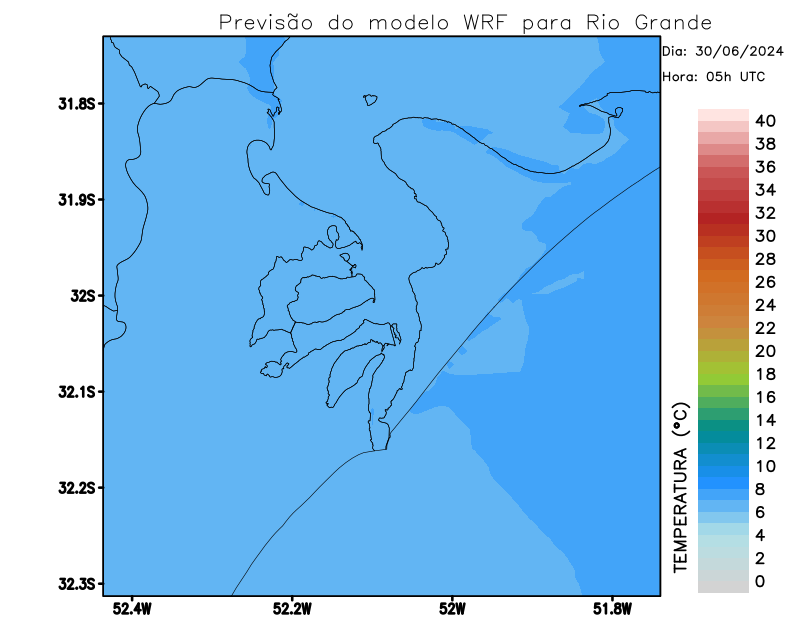 Previsão do modelo WRF para Rio Grande
Dia: 30/06/2024
Hora: 05h UTC
31.8S
31.9S
32S
32.1S
32.2S
32.3S
52.4W
52.2W
52W
51.8W
TEMPERATURA (°C)
40
38
36
34
32
30
28
26
24
22
20
18
16
14
12
10
8
6
4
2
0